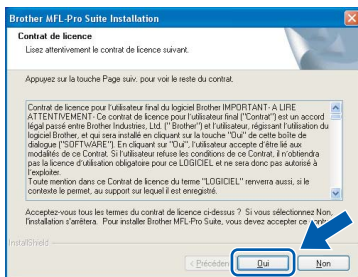 Brother MFL-Pro Suite Installation
Contrat de licence
Lisez attentivement le contrat de licence suivant.
Appuyez sur la touche Page suiv. pour voir le reste du contrat.
Contrat de licence pour l'utilisateur final du logiciel Brother IMPORTANT- A LIRE
ATTENTIVEMENT- Ce contrat de licence pour l'utilisateur final ("Contrat") est un accord
légal passé entre Brother Industries, Ltd. ("Brother") et l'utilisateur, régissant l'utilisation du
logiciel Brother, et qui sera installé en cliquant sur la touche "Oui" de cette boîte de
dialogue ("SOFTWARE"). En cliquant sur "Oui", l'utilisateur accepte d'être lié aux
modalités de ce Contrat. Si l'utilisateur refuse les conditions de ce Contrat, il n'obtiendra
pas la licence d'utilisation obligatoire pour ce LOGICIEL et ne sera donc pas autorisé à
l'exploiter.
Toute mention dans ce Contrat de licence du terme "LOGICIEL" renverra aussi, si le
contexte le permet, au support sur lequel il est enregistré.
Acceptez-vous tous les termes du contrat de licence ci-dessus ? Si vous sélectionnez Non,
l'installation s'arrêtera. Pour installer Brother MFL-Pro Suite, vous devez accepter ce
InstallShield
< Précédent Oui Non